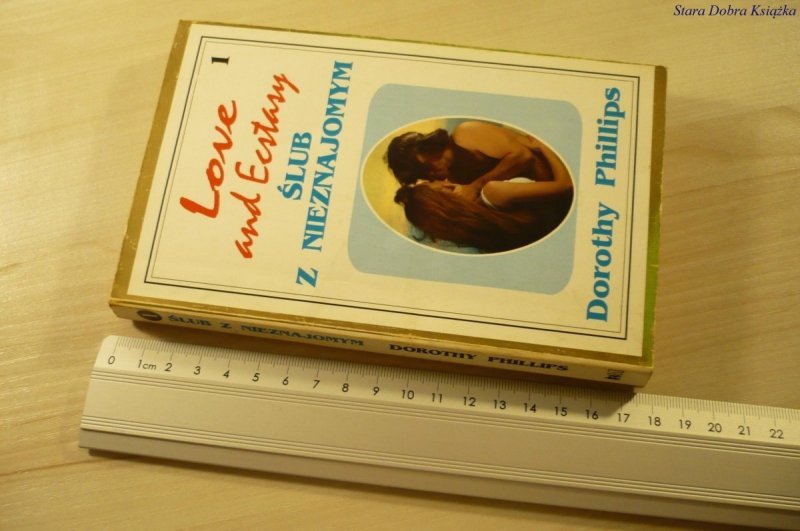 Stara Dobra Książka
1
Love
and Ecstasy
ŚLUB
Z NIEZNAJOMYM
Dorothy Phillips
ŚLUB Z NIEZNAJOMYM DOROTHY PHILLIPS
0 1cm 2 3 4 5 6 7 8 9 10 11 12 13 14 15 16 17 18 19 20 21 22